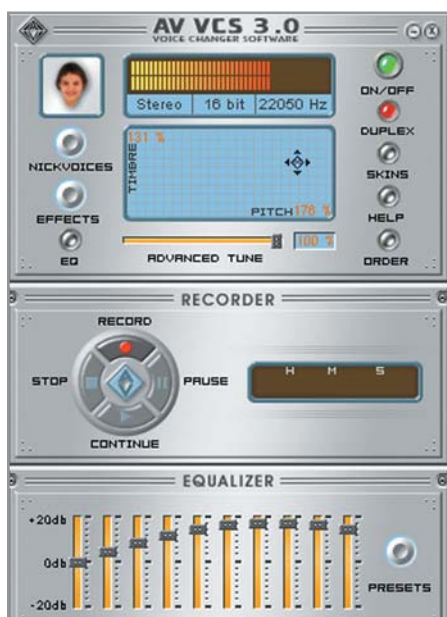 AV VCS 3.0
VOICE CHANGER SOFTWARE
Stereo 16 bit 22050 Hz
ON/OFF
DUPLEX
131 %
TIMBRE
NICKVOICES
SKINS
EFFECTS
PITCH 178 %
HELP
EQ
ADVANCED TUNE
100 %
ORDER
RECORDER
RECORD
H M S
STOP
PAUSE
CONTINUE
EQUALIZER
+20db
0db
-20db
PRESETS